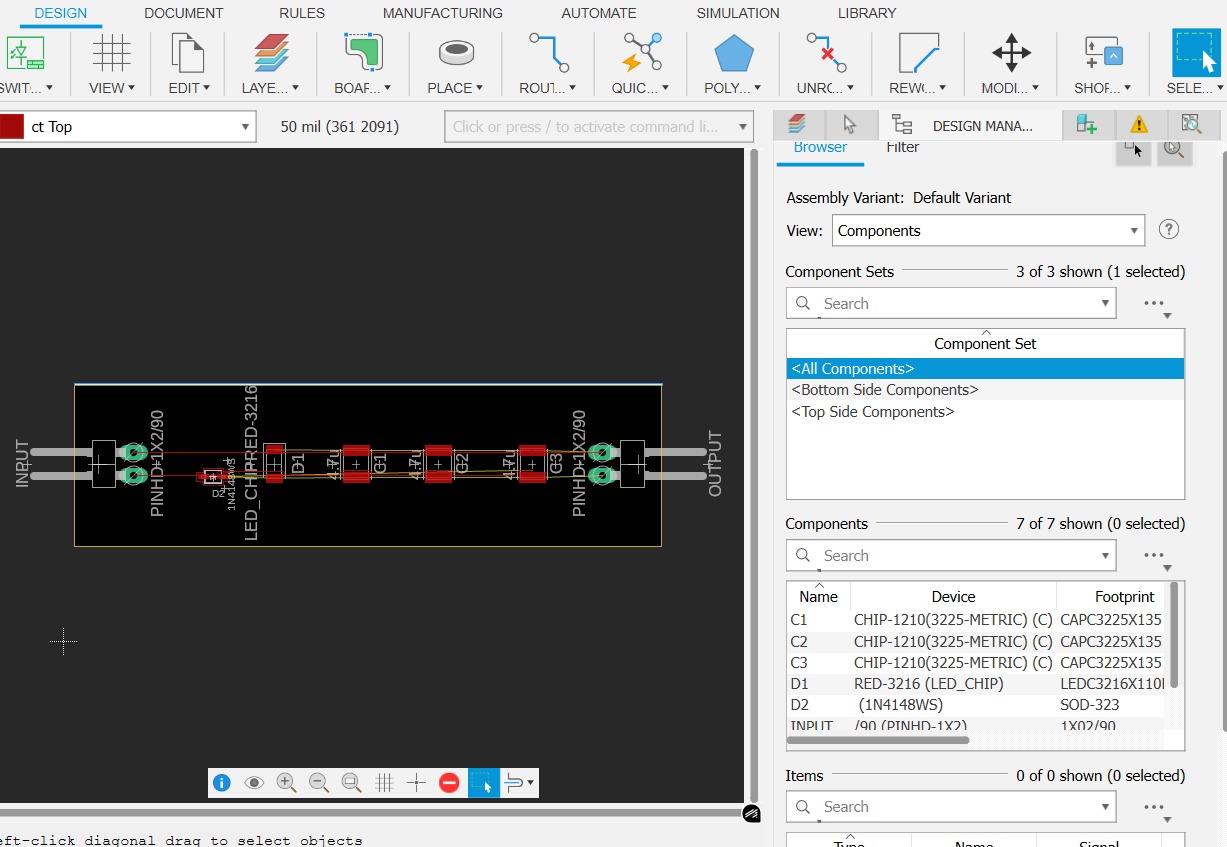 DESIGN DOCUMENT RULES MANUFACTURING AUTOMATE SIMULATION LIBRARY
SWIT... VIEW EDIT LAYE... BOAR... PLACE ROUT... QUIC... POLY... UNRO... REWO... MODI... SHOR... SELE...
ct Top 50 mil (361 2091) Click or press / to activate command li... DESIGN MANA...
Browser Filter
Assembly Variant: Default Variant
View: Components ?
Component Sets 3 of 3 shown (1 selected)
Search ...
Component Set
<All Components>
<Bottom Side Components>
<Top Side Components>
INPUT
PINHD-1X2/90
D2
1N4148WS
LED_CHIPRED-3216
D1
4.7u
C1
4.7u
C2
4.7u
C3
PINHD-1X2/90
OUTPUT
Components 7 of 7 shown (0 selected)
Search ...
Name Device Footprint
C1 CHIP-1210(3225-METRIC) (C) CAPC3225X135
C2 CHIP-1210(3225-METRIC) (C) CAPC3225X135
C3 CHIP-1210(3225-METRIC) (C) CAPC3225X135
D1 RED-3216 (LED_CHIP) LEDC3216X110
D2 (1N4148WS) SOD-323
INPUT /90 (PINHD-1X2) 1X02/90
Items 0 of 0 shown (0 selected)
Search ...
Type Name Signal
eft-click diagonal drag to select objects